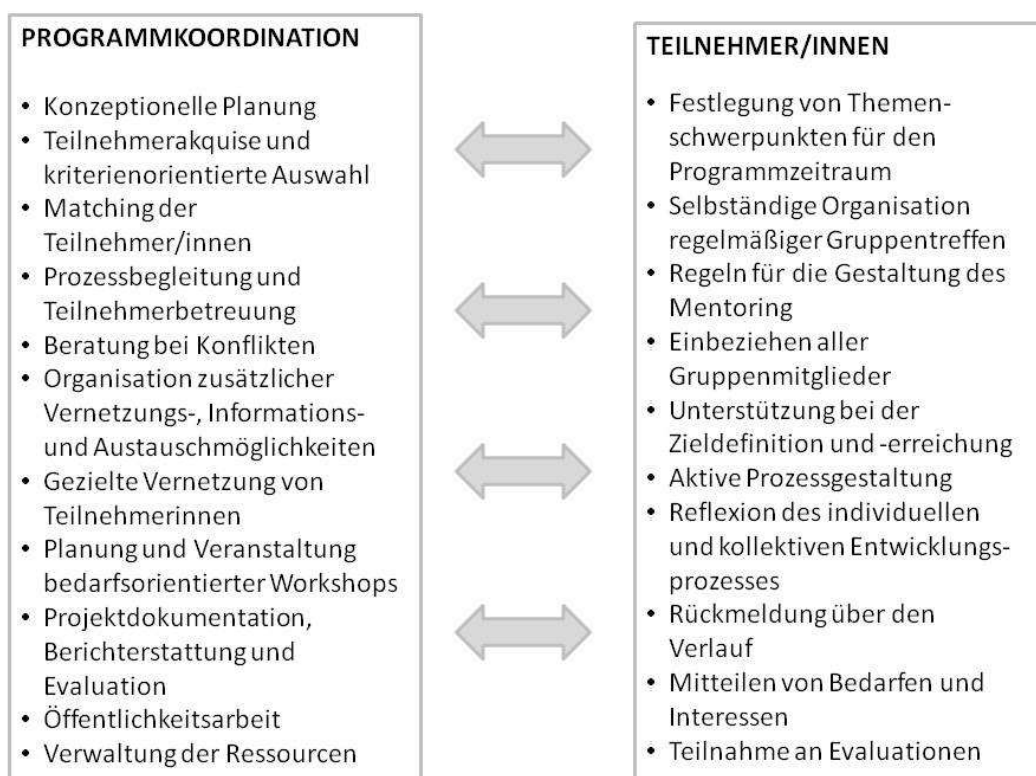 PROGRAMMKOORDINATION
• Konzeptionelle Planung
• Teilnehmerakquise und
kriterienorientierte Auswahl
• Matching der
Teilnehmer/innen
• Prozessbegleitung und
Teilnehmerbetreuung
• Beratung bei Konflikten
• Organisation zusätzlicher
Vernetzungs-, Informations-
und Austauschmöglichkeiten
• Gezielte Vernetzung von
Teilnehmerinnen
• Planung und Veranstaltung
bedarfsorientierter Workshops
• Projektdokumentation,
Berichterstattung und
Evaluation
• Öffentlichkeitsarbeit
• Verwaltung der Ressourcen
TEILNEHMER/INNEN
• Festlegung von Themen-
schwerpunkten für den
Programmzeitraum
• Selbständige Organisation
regelmäßiger Gruppentreffen
• Regeln für die Gestaltung des
Mentoring
• Einbeziehen aller
Gruppenmitglieder
• Unterstützung bei der
Zieldefinition und -erreichung
• Aktive Prozessgestaltung
• Reflexion des individuellen
und kollektiven Entwicklungs-
prozesses
• Rückmeldung über den
Verlauf
• Mitteilen von Bedarfen und
Interessen
• Teilnahme an Evaluationen